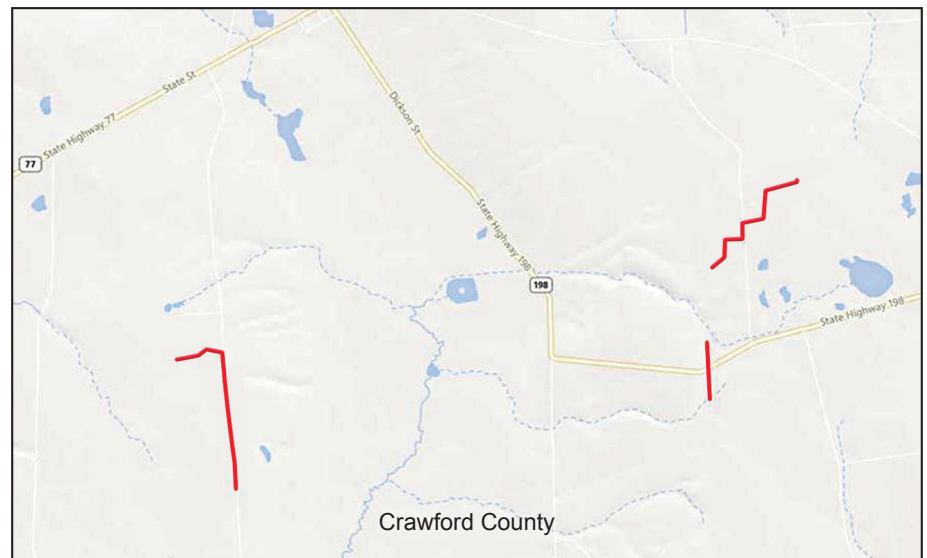 State St
State Highway 77
77
Dickson St
State Highway 198
198
State Highway 198
Crawford County